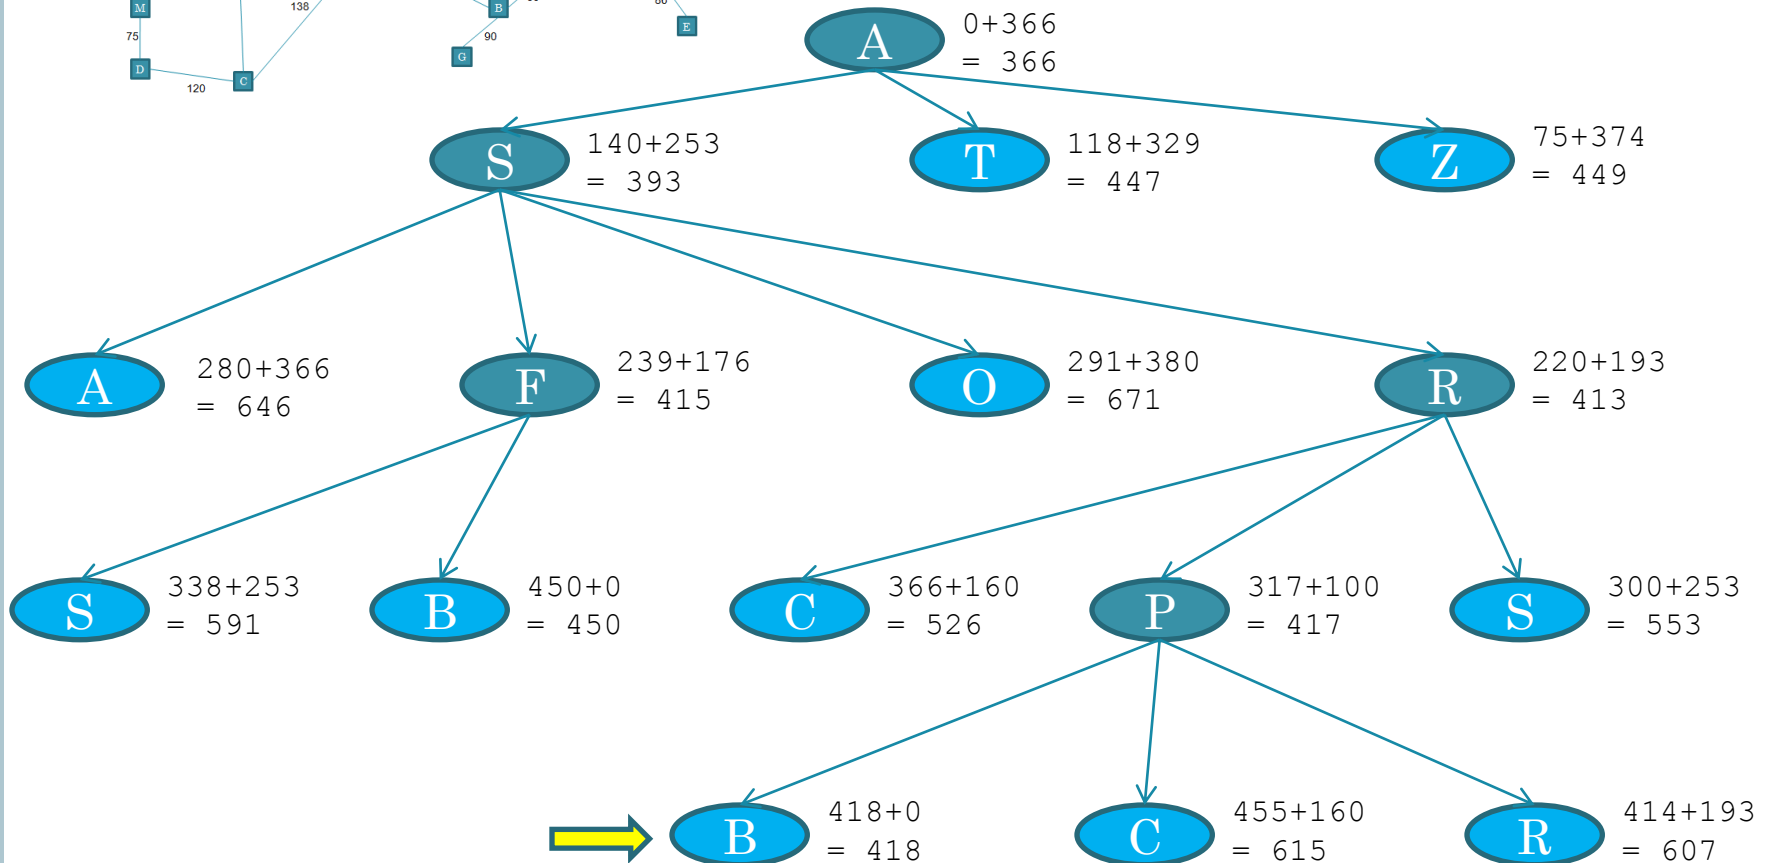 M
138
B
80
E
75
90
G
D
C
120
A
0+366
= 366
S
140+253
= 393
T
118+329
= 447
Z
75+374
= 449
A
280+366
= 646
F
239+176
= 415
O
291+380
= 671
R
220+193
= 413
S
338+253
= 591
B
450+0
= 450
C
366+160
= 526
P
317+100
= 417
S
300+253
= 553
B
418+0
= 418
C
455+160
= 615
R
414+193
= 607